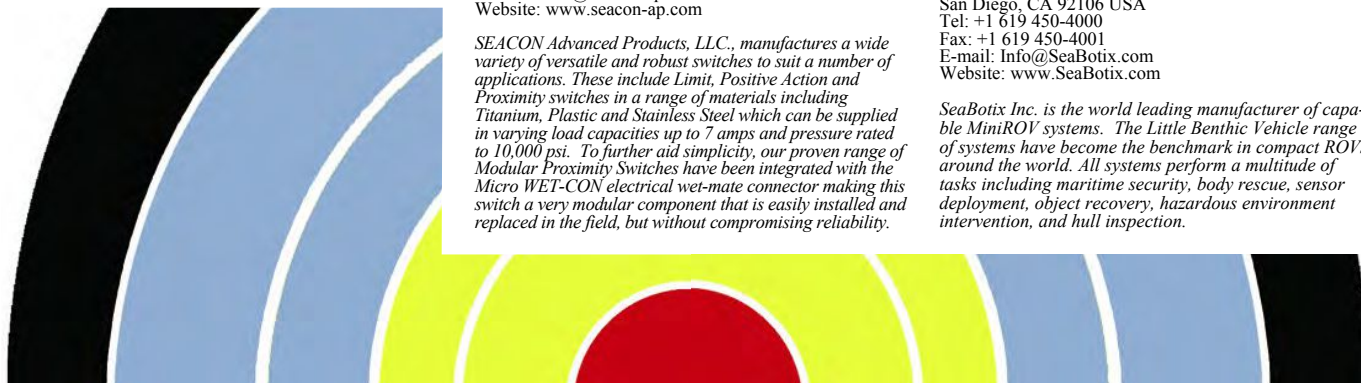 Website: www.seacon-ap.com
SEACON Advanced Products, LLC., manufactures a wide
variety of versatile and robust switches to suit a number of
applications. These include Limit, Positive Action and
Proximity switches in a range of materials including
Titanium, Plastic and Stainless Steel which can be supplied
in varying load capacities up to 7 amps and pressure rated
to 10,000 psi. To further aid simplicity, our proven range of
Modular Proximity Switches have been integrated with the
Micro WET-CON electrical wet-mate connector making this
switch a very modular component that is easily installed and
replaced in the field, but without compromising reliability.
San Diego, CA 92106 USA
Tel: +1 619 450-4000
Fax: +1 619 450-4001
E-mail: Info@SeaBotix.com
Website: www.SeaBotix.com
SeaBotix Inc. is the world leading manufacturer of capa-
ble MiniROV systems. The Little Benthic Vehicle range
of systems have become the benchmark in compact ROV
around the world. All systems perform a multitude of
tasks including maritime security, body rescue, sensor
deployment, object recovery, hazardous environment
intervention, and hull inspection.